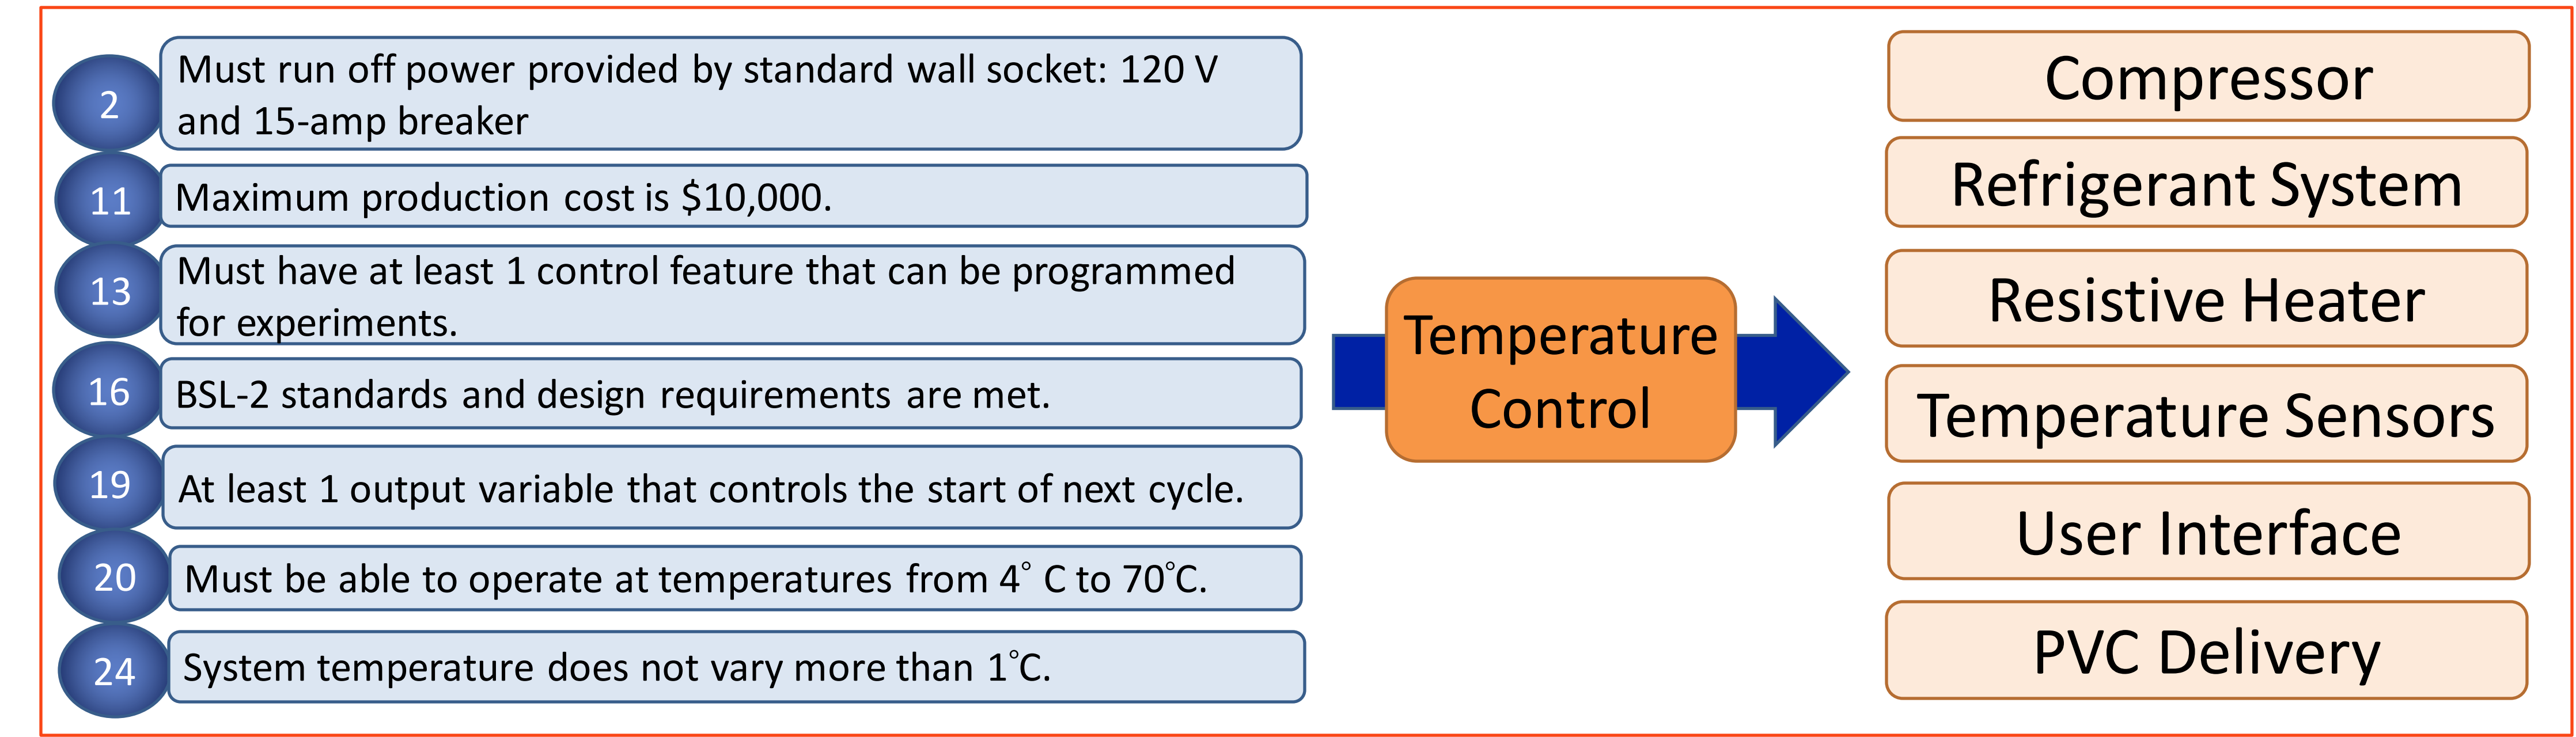 2
Must run off power provided by standard wall socket: 120 V
and 15-amp breaker
11
Maximum production cost is $10,000.
13
Must have at least 1 control feature that can be programmed
for experiments.
16
BSL-2 standards and design requirements are met.
19
At least 1 output variable that controls the start of next cycle.
20
Must be able to operate at temperatures from 4° C to 70°C.
24
System temperature does not vary more than 1°C.
Temperature
Control
Compressor
Refrigerant System
Resistive Heater
Temperature Sensors
User Interface
PVC Delivery